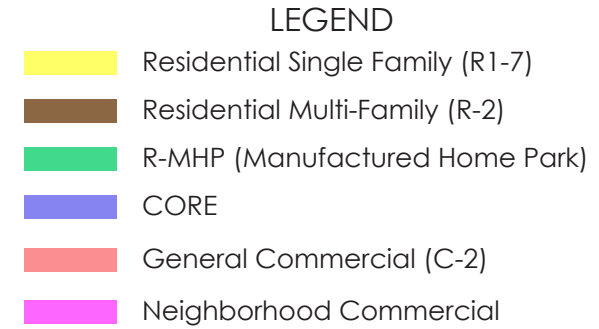 LEGEND
Residential Single Family (R1-7)
Residential Multi-Family (R-2)
R-MHP (Manufactured Home Park)
CORE
General Commercial (C-2)
Neighborhood Commercial